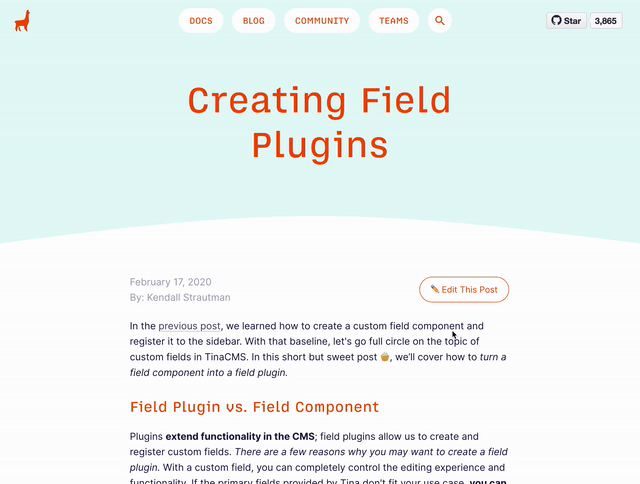 DOCS BLOG COMMUNITY TEAMS Star 3,865
Creating Field
Plugins
February 17, 2020
By: Kendall Strautman
Edit This Post
In the previous post, we learned how to create a custom field component and
register it to the sidebar. With that baseline, let's go full circle on the topic of
custom fields in TinaCMS. In this short but sweet post , we'll cover how to turn
a field component into a field plugin.
Field Plugin vs. Field Component
Plugins extend functionality in the CMS; field plugins allow us to create and
register custom fields. There are a few reasons why you may want to create a field
plugin. With a custom field, you can completely control the editing experience and
functionality. If the primary fields provided by Tina don't fit your use case, you can